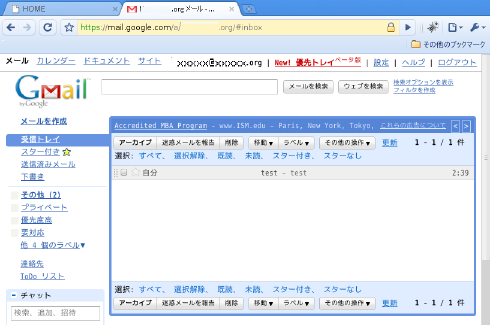 HOME
.orgメール - ...
https://mail.google.com/a/ .org/#inbox
その他のブックマーク
メール カレンダー ドキュメント サイト .org | New! 優先トレイベータ版 | 設定 | ヘルプ | ログアウト
Gmail
by Google
メールを検索 ウェブを検索 検索オプションを表示
フィルタを作成
メールを作成
受信トレイ
スター付き
送信済みメール
下書き
その他 (2)
プライベート
優先度高
要対応
他 4 個のラベル▼
連絡先
ToDo リスト
− チャット
検索、追加、招待
Accredited MBA Program - www.ISM.edu - Paris, New York, Tokyo, これらの広告について < >
アーカイブ 迷惑メールを報告 削除 移動▼ ラベル▼ その他の操作▼ 更新 1 - 1 / 1 件
選択: すべて、 選択解除、 既読、 未読、 スター付き、 スターなし
自分 test - test 2:39
選択: すべて、 選択解除、 既読、 未読、 スター付き、 スターなし
アーカイブ 迷惑メールを報告 削除 移動▼ ラベル▼ その他の操作▼ 更新 1 - 1 / 1 件